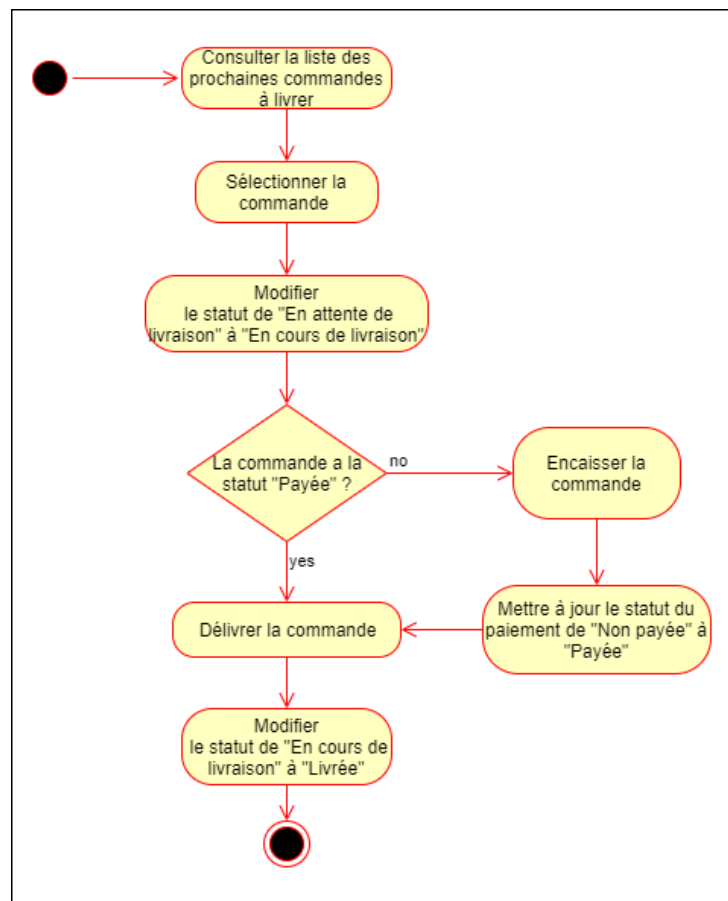 Consulter la liste des
prochaines commandes
à livrer
Sélectionner la
commande
Modifier
le statut de "En attente de
livraison" à "En cours de livraison"
La commande a la
statut "Payée" ?
no
Encaisser la
commande
yes
Mettre à jour le statut du
paiement de "Non payée" à
"Payée"
Délivrer la commande
Modifier
le statut de "En cours de
livraison" à "Livrée"